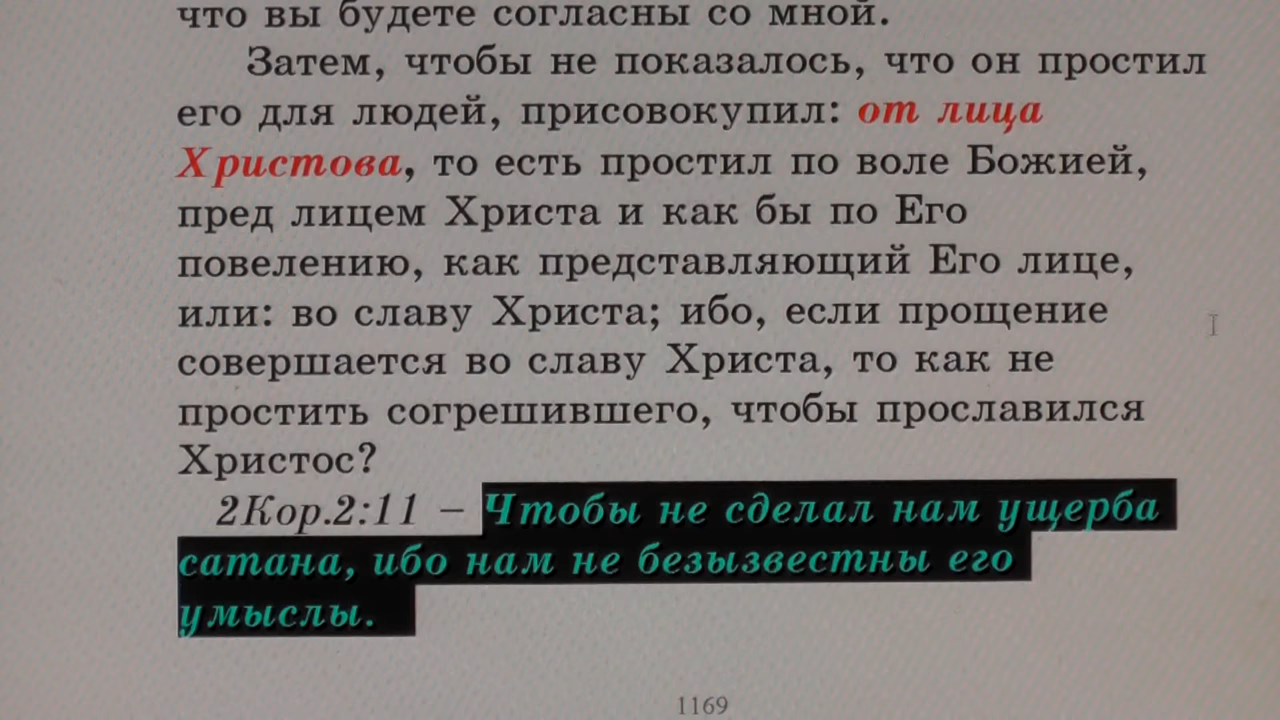 что вы будете согласны со мной.
Затем, чтобы не показалось, что он простил
его для людей, присовокупил: от лица
Христова, то есть простил по воле Божией,
пред лицем Христа и как бы по Его
повелению, как представляющий Его лице,
или: во славу Христа; ибо, если прощение
совершается во славу Христа, то как не
простить согрешившего, чтобы прославился
Христос?
2Кор.2:11 – Чтобы не сделал нам ущерба
сатана, ибо нам не безызвестны его
умыслы.
1169